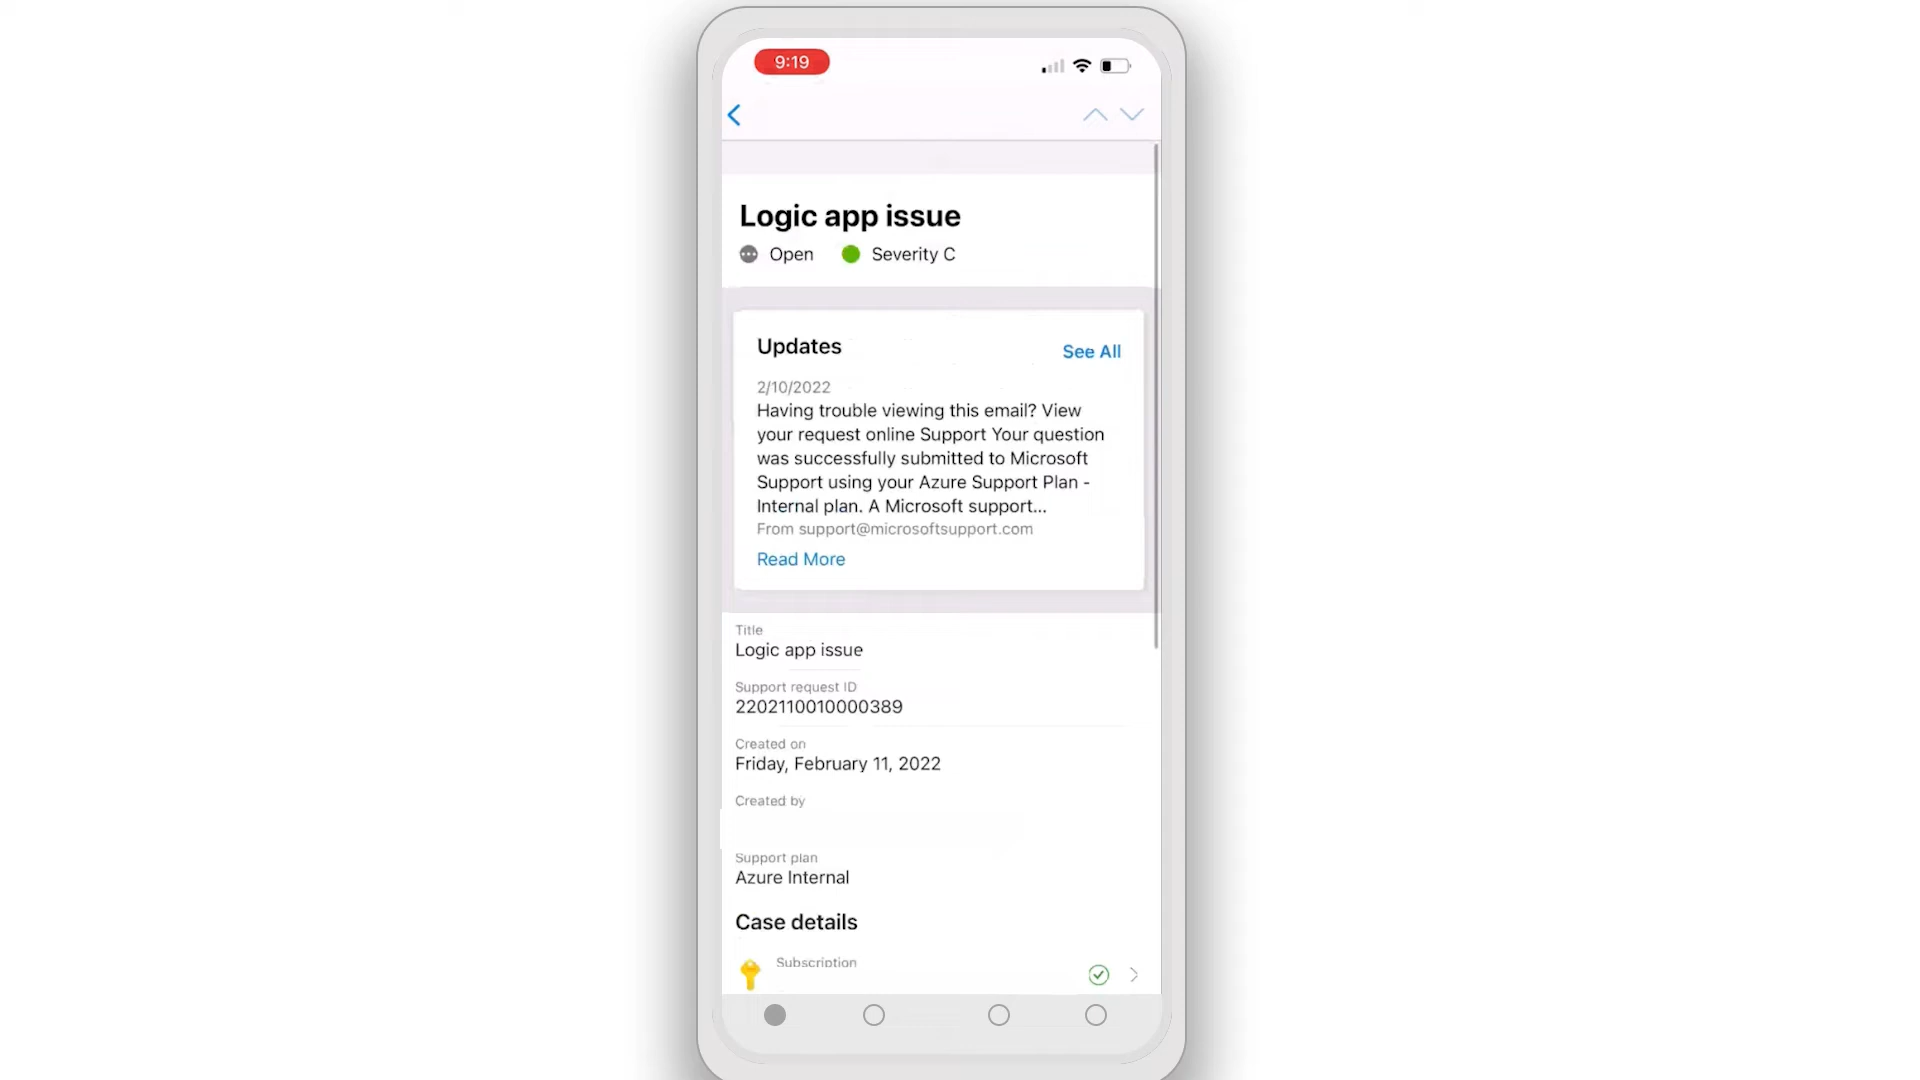 9:19
Logic app issue
Open Severity C
Updates See All
2/10/2022
Having trouble viewing this email? View
your request online Support Your question
was successfully submitted to Microsoft
Support using your Azure Support Plan -
Internal plan. A Microsoft support...
From support@microsoftsupport.com
Read More
Title
Logic app issue
Support request ID
2202110010000389
Created on
Friday, February 11, 2022
Created by
Support plan
Azure Internal
Case details
Subscription